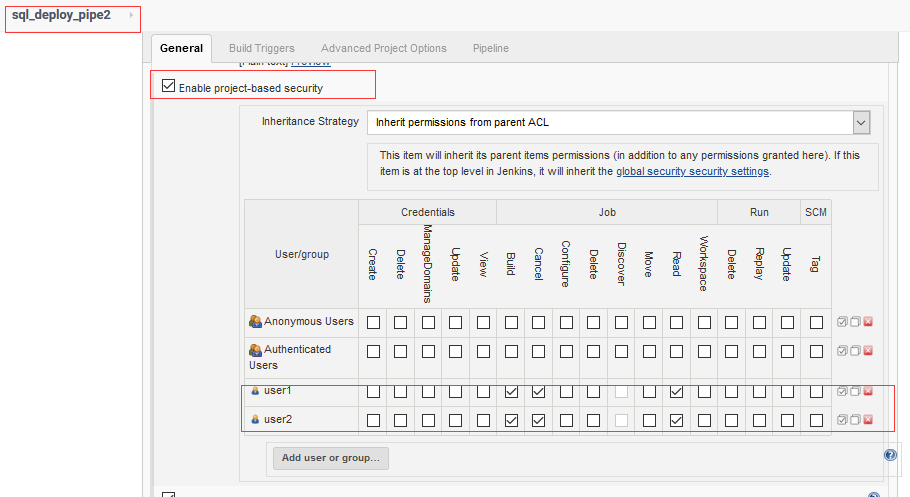 sql_deploy_pipe2
General Build Triggers Advanced Project Options Pipeline
[Plain text] Preview
Enable project-based security
Inheritance Strategy Inherit permissions from parent ACL
This item will inherit its parent items permissions (in addition to any permissions granted here). If this
item is at the top level in Jenkins, it will inherit the global security security settings.
User/group Credentials Job Run SCM
Create Delete ManageDomains Update View Build Cancel Configure Delete Discover Move Read Workspace Delete Replay Update Tag
Anonymous Users
Authenticated
Users
user1
user2
Add user or group...